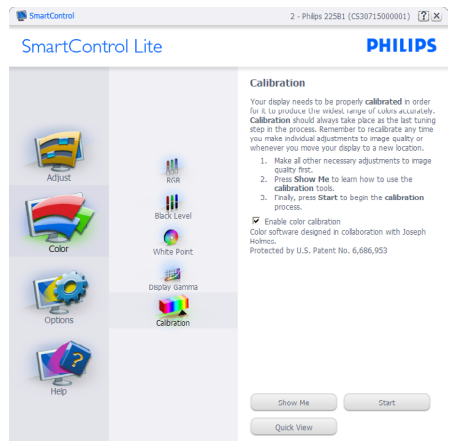 SmartControl
2 - Philips 225B1 (CS30715000001)
? X
SmartControl Lite
PHILIPS
Adjust
Color
Options
Help
RGB
Black Level
White Point
Display Gamma
Calibration
Calibration
Your display needs to be properly calibrated in order
for it to produce the widest range of colors accurately.
Calibration should always take place as the last tuning
step in the process. Remember to recalibrate any time
you make individual adjustments to image quality or
whenever you move your display to a new location.
1. Make all other necessary adjustments to image
quality first.
2. Press Show Me to learn how to use the
calibration tools.
3. Finally, press Start to begin the calibration
process.
Enable color calibration
Color software designed in collaboration with Joseph
Holmes.
Protected by U.S. Patent No. 6,686,953
Show Me
Start
Quick View